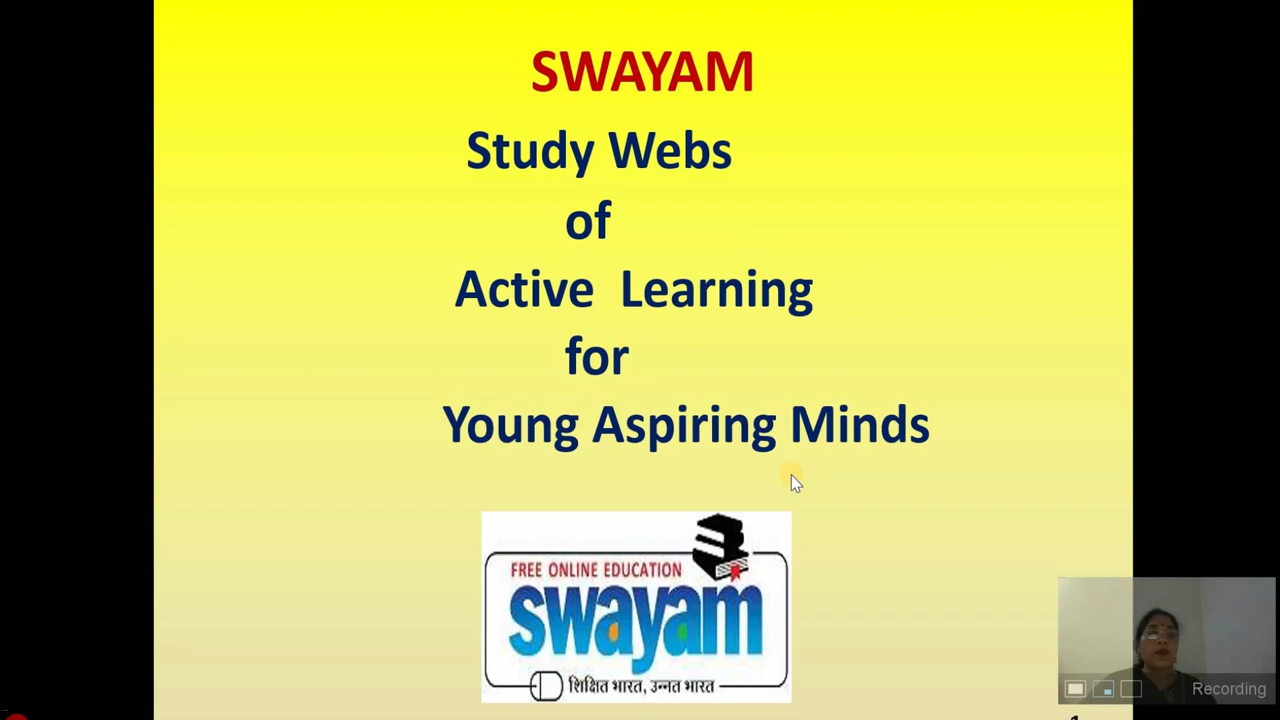 SWAYAM
Study Webs
of
Active Learning
for
Young Aspiring Minds
FREE ONLINE EDUCATION
swayam
शिक्षित भारत, उन्नत भारत
Recording